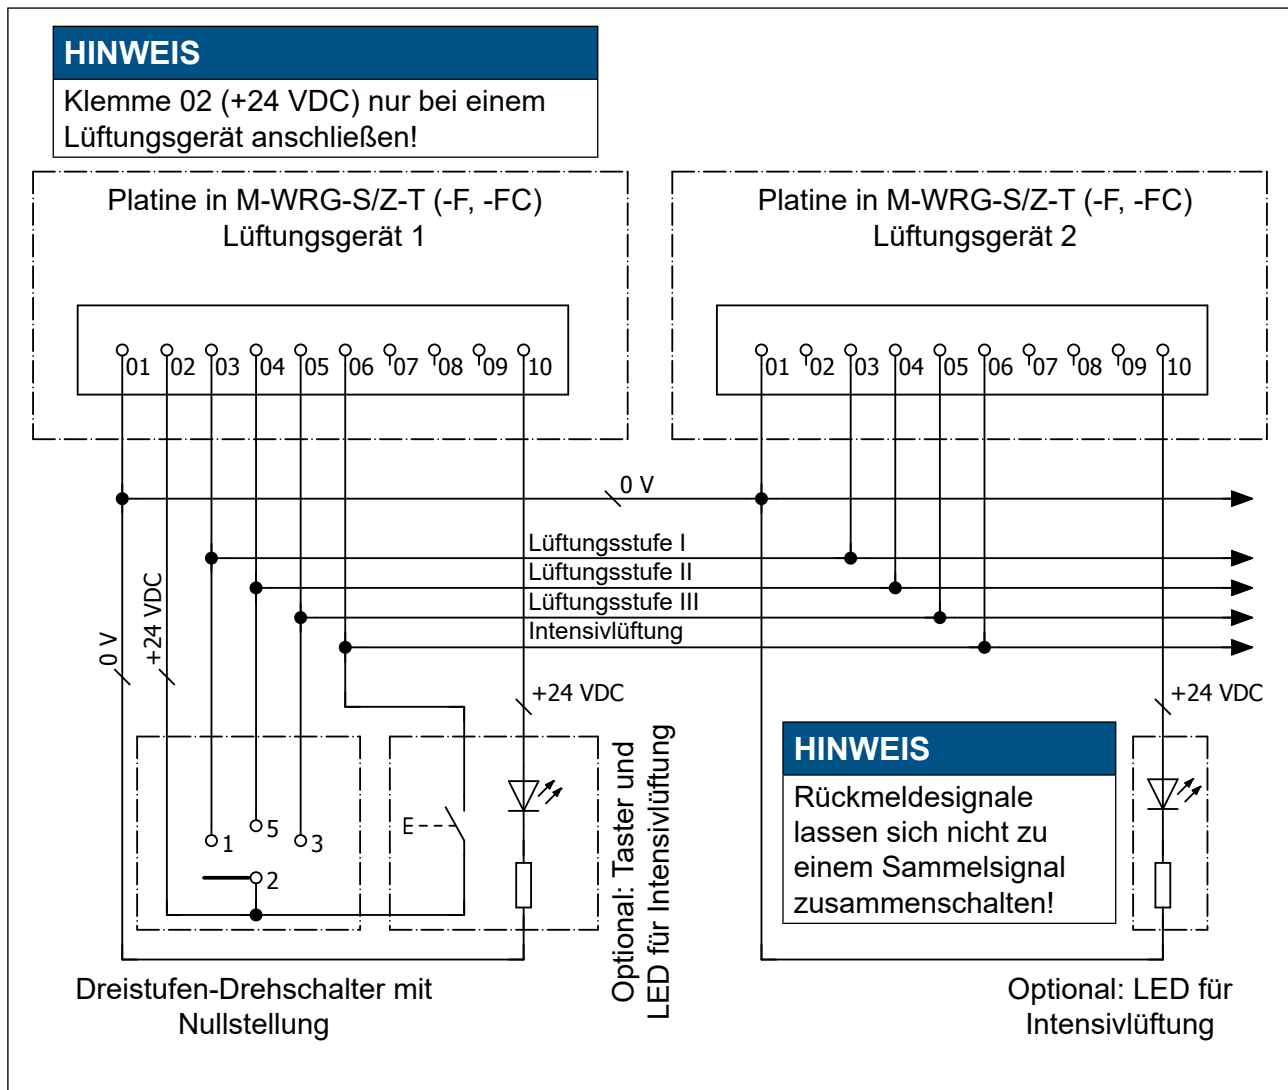 HINWEIS
Klemme 02 (+24 VDC) nur bei einem
Lüftungsgerät anschließen!
Platine in M-WRG-S/Z-T (-F, -FC)
Lüftungsgerät 1
Platine in M-WRG-S/Z-T (-F, -FC)
Lüftungsgerät 2
01 02 03 04 05 06 07 08 09 10
01 02 03 04 05 06 07 08 09 10
0 V
Lüftungsstufe I
Lüftungsstufe II
Lüftungsstufe III
Intensivlüftung
0 V
+24 VDC
+24 VDC
+24 VDC
1
5
3
2
E
Optional: Taster und
LED für Intensivlüftung
HINWEIS
Rückmeldesignale
lassen sich nicht zu
einem Sammelsignal
zusammenschalten!
Dreistufen-Drehschalter mit
Nullstellung
Optional: LED für
Intensivlüftung